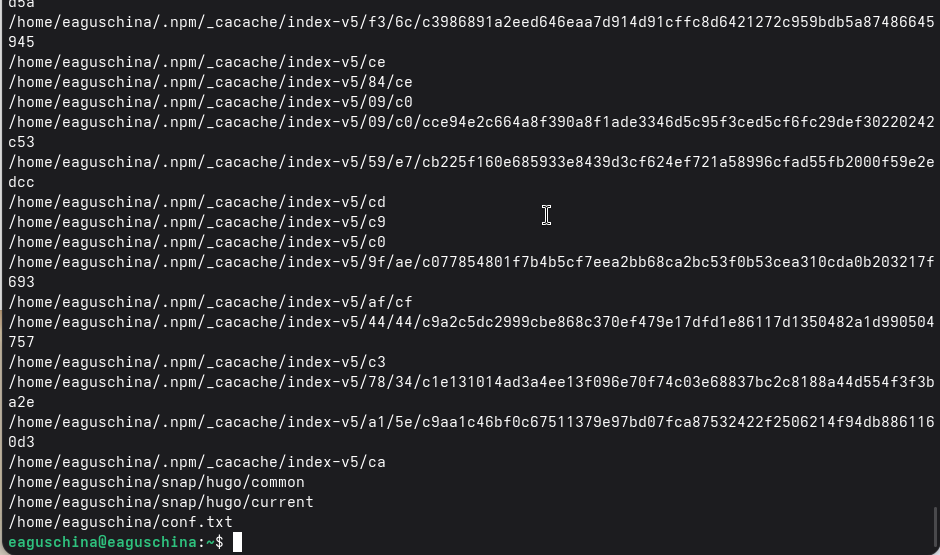 d5a
/home/eaguschina/.npm/_cacache/index-v5/f3/6c/c3986891a2eed646eaa7d914d91cffc8d6421272c959bdb5a87486645
945
/home/eaguschina/.npm/_cacache/index-v5/ce
/home/eaguschina/.npm/_cacache/index-v5/84/ce
/home/eaguschina/.npm/_cacache/index-v5/09/c0
/home/eaguschina/.npm/_cacache/index-v5/09/c0/cce94e2c664a8f390a8f1ade3346d5c95f3ced5cf6fc29def30220242
c53
/home/eaguschina/.npm/_cacache/index-v5/59/e7/cb225f160e685933e8439d3cf624ef721a58996cfad55fb2000f59e2e
dcc
/home/eaguschina/.npm/_cacache/index-v5/cd
/home/eaguschina/.npm/_cacache/index-v5/c9
/home/eaguschina/.npm/_cacache/index-v5/c0
/home/eaguschina/.npm/_cacache/index-v5/9f/ae/c077854801f7b4b5cf7eea2bb68ca2bc53f0b53cea310cda0b203217f
693
/home/eaguschina/.npm/_cacache/index-v5/af/cf
/home/eaguschina/.npm/_cacache/index-v5/44/44/c9a2c5dc2999cbe868c370ef479e17dfd1e86117d1350482a1d990504
757
/home/eaguschina/.npm/_cacache/index-v5/c3
/home/eaguschina/.npm/_cacache/index-v5/78/34/c1e131014ad3a4ee13f096e70f74c03e68837bc2c8188a44d554f3f3b
a2e
/home/eaguschina/.npm/_cacache/index-v5/a1/5e/c9aa1c46bf0c67511379e97bd07fca87532422f2506214f94db886116
0d3
/home/eaguschina/.npm/_cacache/index-v5/ca
/home/eaguschina/snap/hugo/common
/home/eaguschina/snap/hugo/current
/home/eaguschina/conf.txt
eaguschina@eaguschina:~$